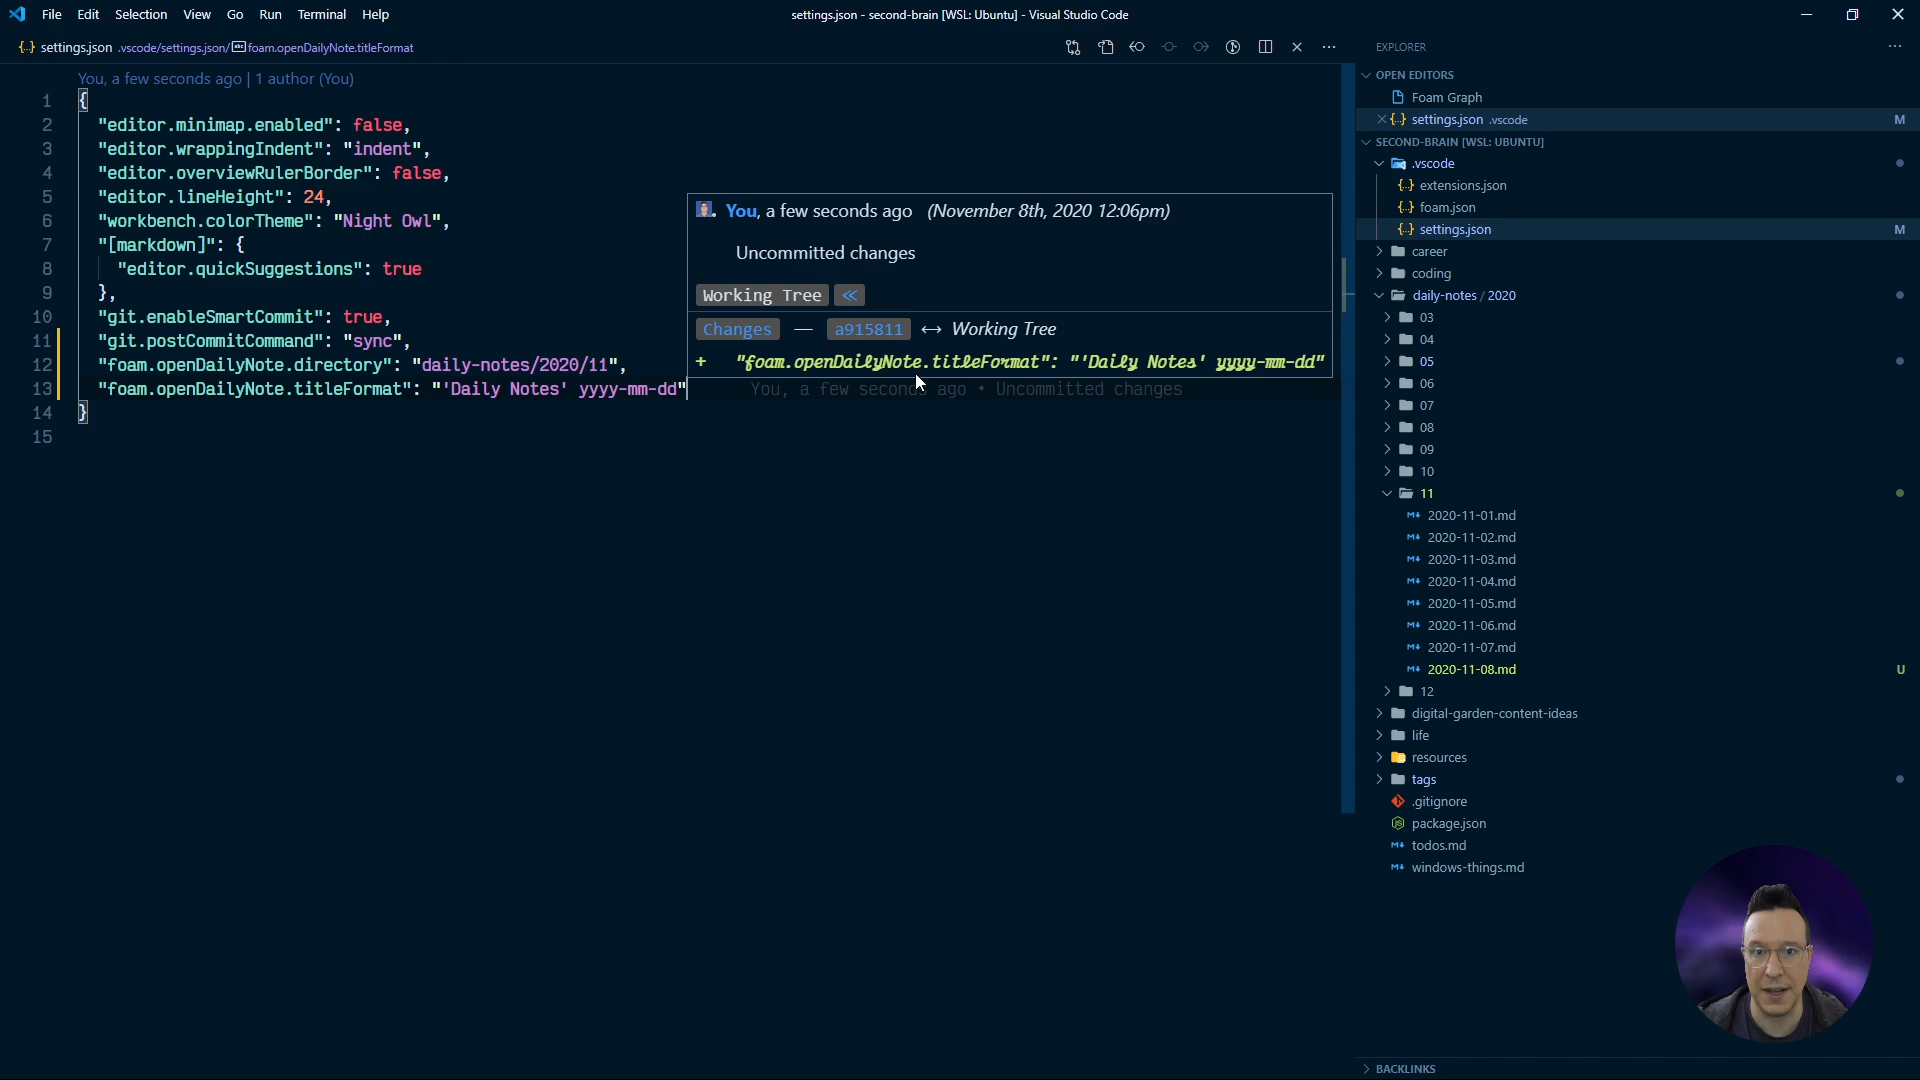 File Edit Selection View Go Run Terminal Help
settings.json - second-brain [WSL: Ubuntu] - Visual Studio Code
{..} settings.json .vscode/settings.json/ foam.openDailyNote.titleFormat
You, a few seconds ago | 1 author (You)
1 {
2 "editor.minimap.enabled": false,
3 "editor.wrappingIndent": "indent",
4 "editor.overviewRulerBorder": false,
5 "editor.lineHeight": 24,
6 "workbench.colorTheme": "Night Owl",
7 "[markdown]": {
8 "editor.quickSuggestions": true
9 },
10 "git.enableSmartCommit": true,
11 "git.postCommitCommand": "sync",
12 "foam.openDailyNote.directory": "daily-notes/2020/11",
13 "foam.openDailyNote.titleFormat": "'Daily Notes' yyyy-mm-dd"
You, a few seconds ago • Uncommitted changes
14 }
15
You, a few seconds ago (November 8th, 2020 12:06pm)
Uncommitted changes
Working Tree
Changes — a915811 ↔ Working Tree
+ "foam.openDailyNote.titleFormat": "'Daily Notes' yyyy-mm-dd"
EXPLORER
OPEN EDITORS
Foam Graph
{..} settings.json .vscode M
SECOND-BRAIN [WSL: UBUNTU]
.vscode
{..} extensions.json
{..} foam.json
{..} settings.json M
career
coding
daily-notes / 2020
03
04
05
06
07
08
09
10
11
2020-11-01.md
2020-11-02.md
2020-11-03.md
2020-11-04.md
2020-11-05.md
2020-11-06.md
2020-11-07.md
2020-11-08.md U
12
digital-garden-content-ideas
life
resources
tags
.gitignore
package.json
todos.md
windows-things.md
BACKLINKS